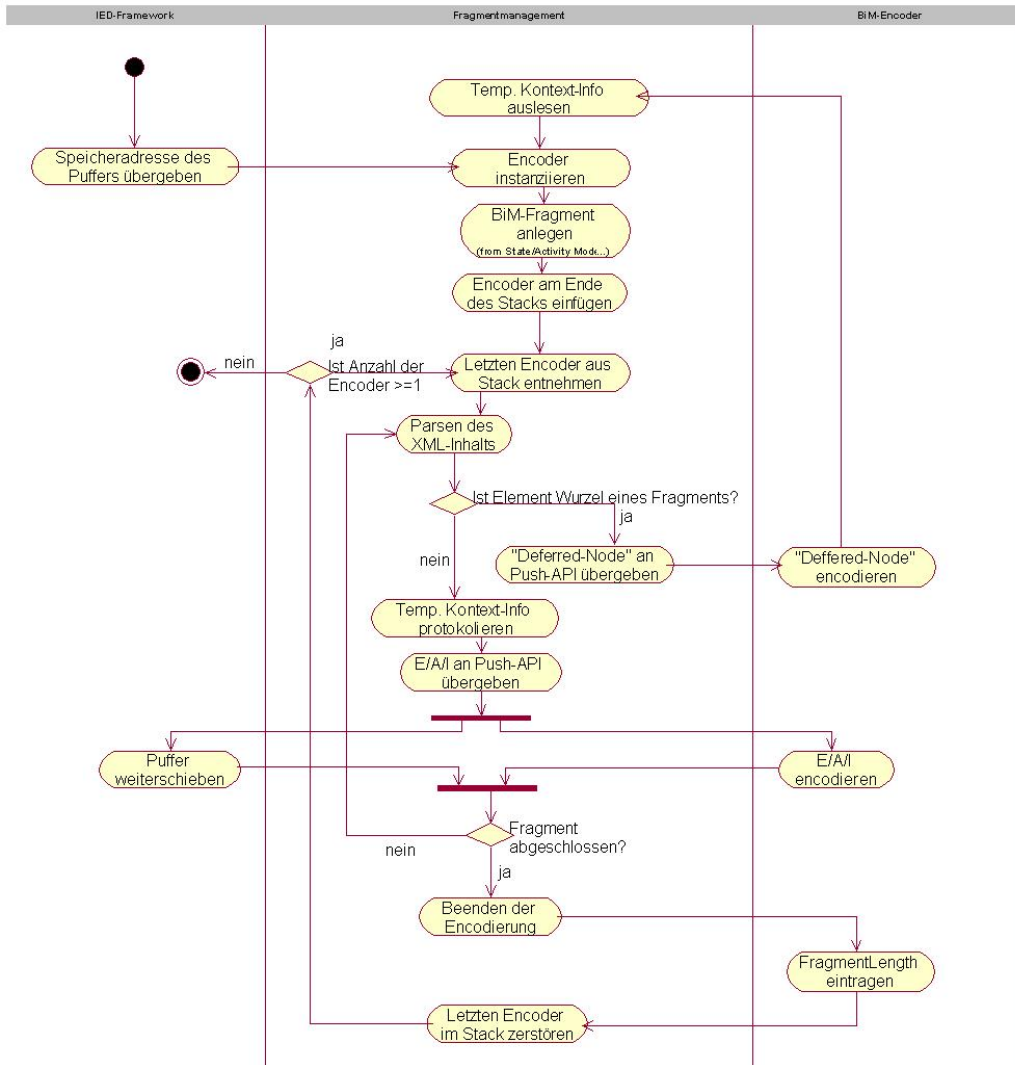 IED-Framework
Fragmentmanagement
BiM-Encoder
Temp. Kontext-Info
auslesen
Speicheradresse des
Puffers übergeben
Encoder
instanziieren
BiM-Fragment
anlegen
(from State/Activity Mode...)
Encoder am Ende
des Stacks einfügen
ja
nein
Ist Anzahl der
Encoder >=1
Letzten Encoder aus
Stack entnehmen
Parsen des
XML-Inhalts
Ist Element Wurzel eines Fragments?
ja
nein
"Deferred-Node" an
Push-API übergeben
"Deffered-Node"
encodieren
Temp. Kontext-Info
protokolieren
E/A/I an Push-API
übergeben
Puffer
weiterschieben
E/A/I
encodieren
Fragment
abgeschlossen?
nein
ja
Beenden der
Encodierung
FragmentLength
eintragen
Letzten Encoder
im Stack zerstören